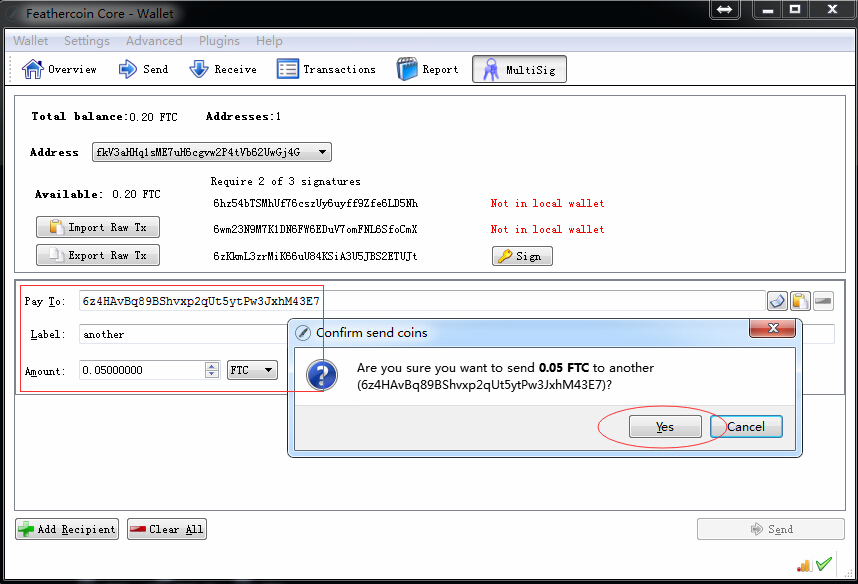 Feathercoin Core - Wallet
Wallet Settings Advanced Plugins Help
Overview Send Receive Transactions Report MultiSig
Total balance:0.20 FTC Addresses:1
Address fkV3aHHq1sME7uH6cgvw2P4tVb62UwGj4G
Require 2 of 3 signatures
Available: 0.20 FTC
6hz54bTSMhUf76cszUy6uyff9Zfe6LD5Nh Not in local wallet
Import Raw Tx
6wm23N9M7K1DN6FW6EDuV7omFNL6SfoCmX Not in local wallet
Export Raw Tx
6zKkmL3zrMiK66uU84KSiA3U5JBS2ETUJt Sign
Pay To: 6z4HAvBq89BShvxp2qUt5ytPw3JxhM43E7
Label: another
Amount: 0.05000000 FTC
Confirm send coins
Are you sure you want to send 0.05 FTC to another
(6z4HAvBq89BShvxp2qUt5ytPw3JxhM43E7)?
Yes Cancel
Add Recipient Clear All Send